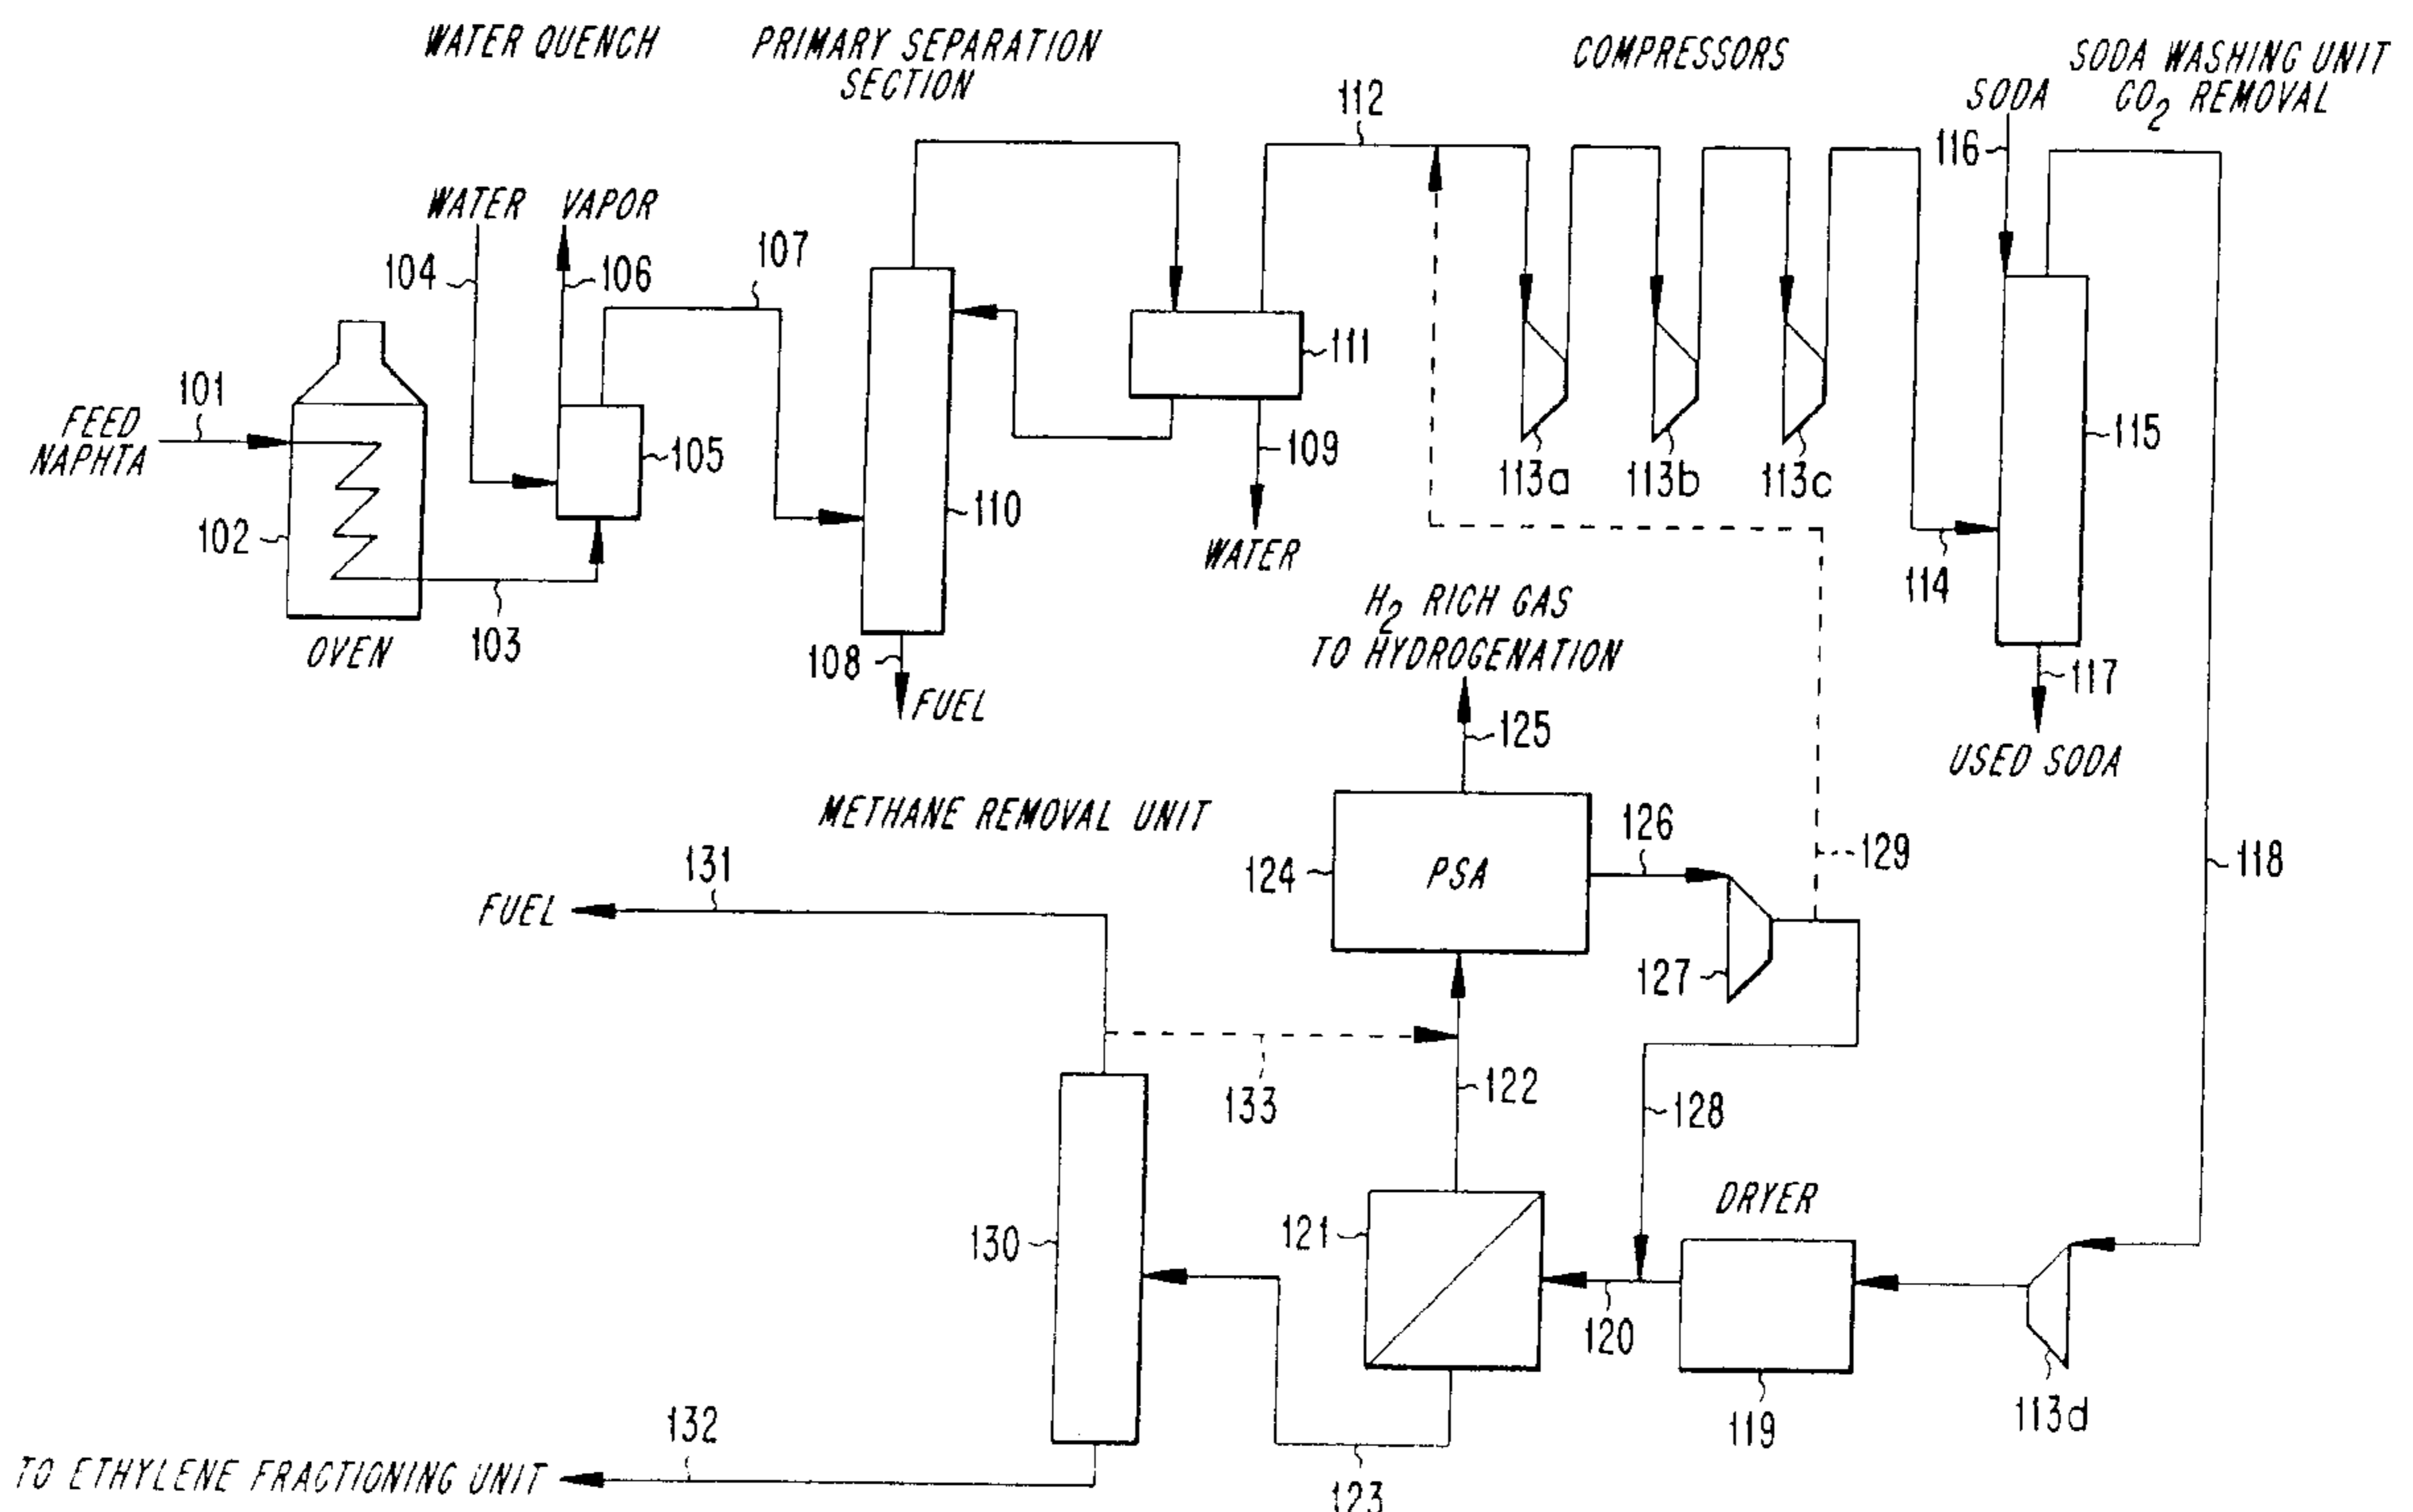 WATER QUENCH
PRIMARY SEPARATION
SECTION
COMPRESSORS
SODA WASHING UNIT
CO2 REMOVAL
SODA
112
116
WATER
VAPOR
104
106
107
101
FEED
NAPHTA
102
103
OVEN
105
108
FUEL
110
111
109
WATER
113a
113b
113c
114
115
117
USED SODA
118
H2 RICH GAS
TO HYDROGENATION
125
METHANE REMOVAL UNIT
124
PSA
126
127
129
131
FUEL
133
122
128
DRYER
130
121
120
119
113d
132
TO ETHYLENE FRACTIONING UNIT
123